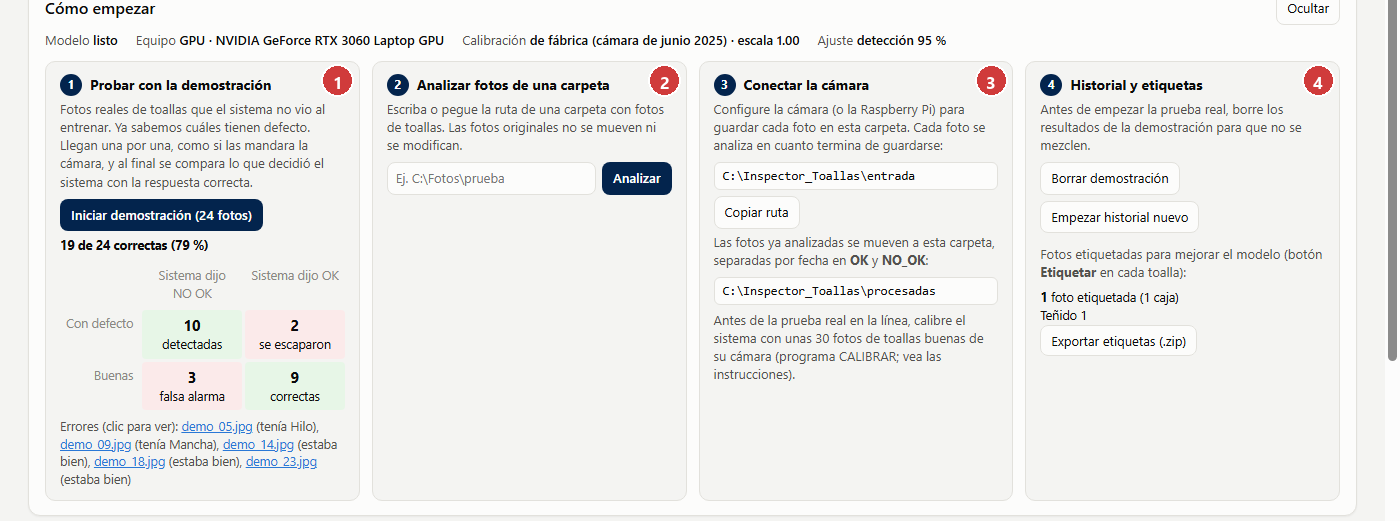 Cómo empezar
Ocultar
Modelo listo Equipo GPU · NVIDIA GeForce RTX 3060 Laptop GPU Calibración de fábrica (cámara de junio 2025) · escala 1.00 Ajuste detección 95 %
1 Probar con la demostración 1
Fotos reales de toallas que el sistema no vio al
entrenar. Ya sabemos cuáles tienen defecto.
Llegan una por una, como si las mandara la
cámara, y al final se compara lo que decidió el
sistema con la respuesta correcta.
Iniciar demostración (24 fotos)
19 de 24 correctas (79 %)
Sistema dijo
NO OK
Sistema dijo OK
Con defecto
10
detectadas
2
se escaparon
Buenas
3
falsa alarma
9
correctas
Errores (clic para ver): demo_05.jpg (tenía Hilo),
demo_09.jpg (tenía Mancha), demo_14.jpg (estaba
bien), demo_18.jpg (estaba bien), demo_23.jpg
(estaba bien)
2 Analizar fotos de una carpeta 2
Escriba o pegue la ruta de una carpeta con fotos
de toallas. Las fotos originales no se mueven ni
se modifican.
Ej. C:\Fotos\prueba
Analizar
3 Conectar la cámara 3
Configure la cámara (o la Raspberry Pi) para
guardar cada foto en esta carpeta. Cada foto se
analiza en cuanto termina de guardarse:
C:\Inspector_Toallas\entrada
Copiar ruta
Las fotos ya analizadas se mueven a esta carpeta,
separadas por fecha en OK y NO_OK:
C:\Inspector_Toallas\procesadas
Antes de la prueba real en la línea, calibre el
sistema con unas 30 fotos de toallas buenas de
su cámara (programa CALIBRAR; vea las
instrucciones).
4 Historial y etiquetas 4
Antes de empezar la prueba real, borre los
resultados de la demostración para que no se
mezclen.
Borrar demostración
Empezar historial nuevo
Fotos etiquetadas para mejorar el modelo (botón
Etiquetar en cada toalla):
1 foto etiquetada (1 caja)
Teñido 1
Exportar etiquetas (.zip)